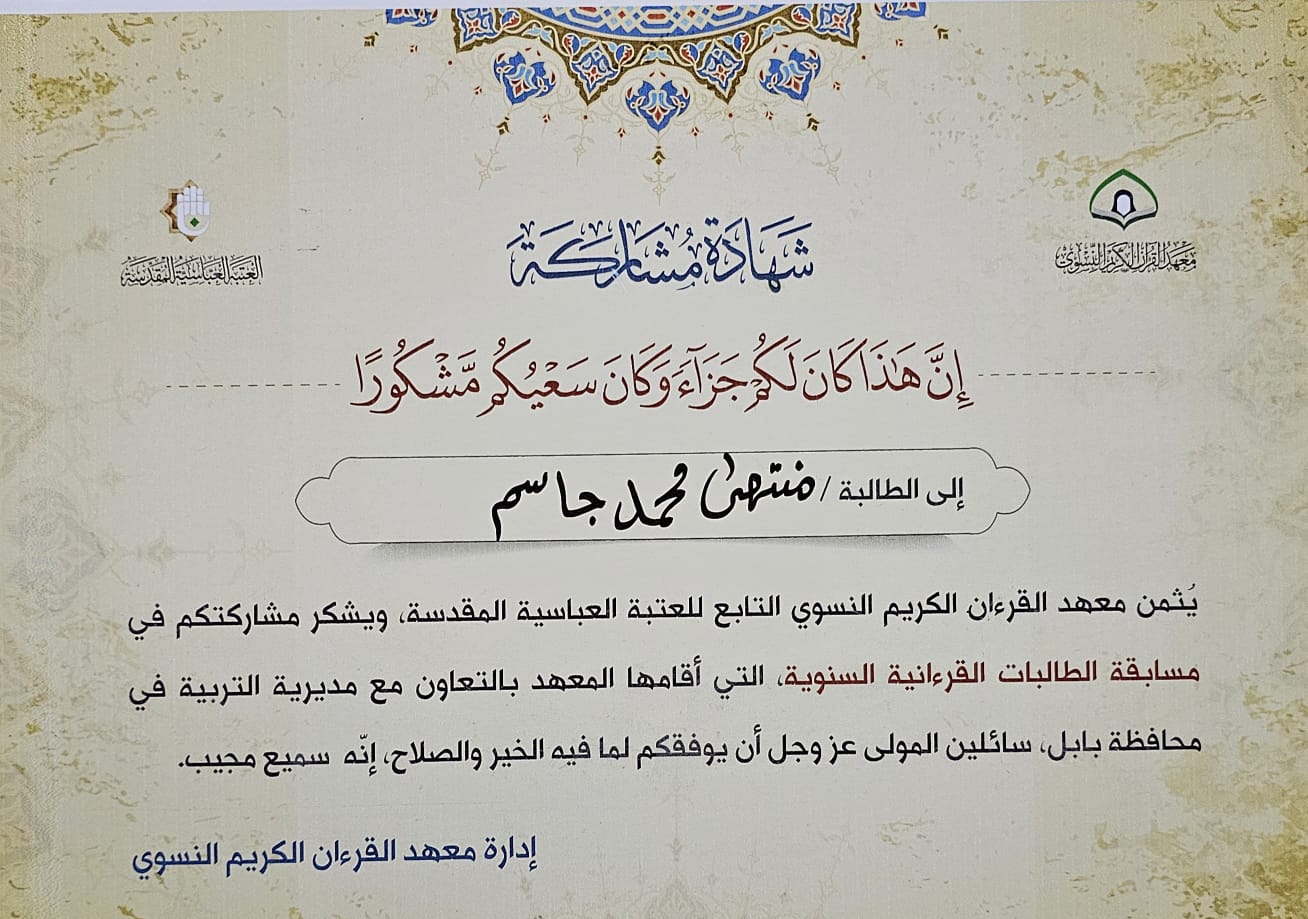 معهد القرآن الكريم النسوي
العتبة العباسية المقدسة
شَهَادَة مُشَارَكَة
إِنَّ هَٰذَا كَانَ لَكُمْ جَزَآءً وَكَانَ سَعْيُكُم مَّشْكُورًا
إلى الطالبة / منتهى محمد جاسم
يُثمن معهد القرءان الكريم النسوي التابع للعتبة العباسية المقدسة، ويشكر مشاركتكم في
مسابقة الطالبات القرءانية السنوية، التي أقامها المعهد بالتعاون مع مديرية التربية في
محافظة بابل، سائلين المولى عز وجل أن يوفقكم لما فيه الخير والصلاح، إنّه سميع مجيب.
إدارة معهد القرءان الكريم النسوي